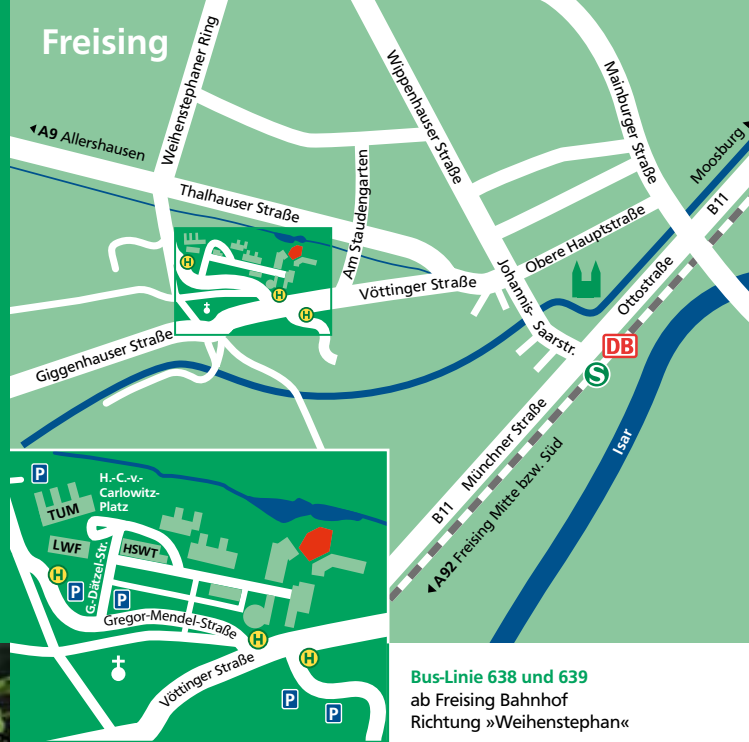 Freising
Weihenstephaner Ring
Wippenhauser Straße
Mainburger Straße
A9 Allershausen
Moosburg
B11
Thalhauser Straße
Am Staudengarten
Obere Hauptstraße
Johannis-
Saarstr.
Ottostraße
Vöttinger Straße
H
H
H
Giggenhauser Straße
DB
S
Isar
B11 Münchner Straße
A92 Freising Mitte bzw. Süd
P
H.-C.-v.-
Carlowitz-
Platz
TUM
LWF
HSWT
G.-Dätzel-Str.
H
P
P
Gregor-Mendel-Straße
H
H
Vöttinger Straße
P
P
Bus-Linie 638 und 639
ab Freising Bahnhof
Richtung »Weihenstephan«